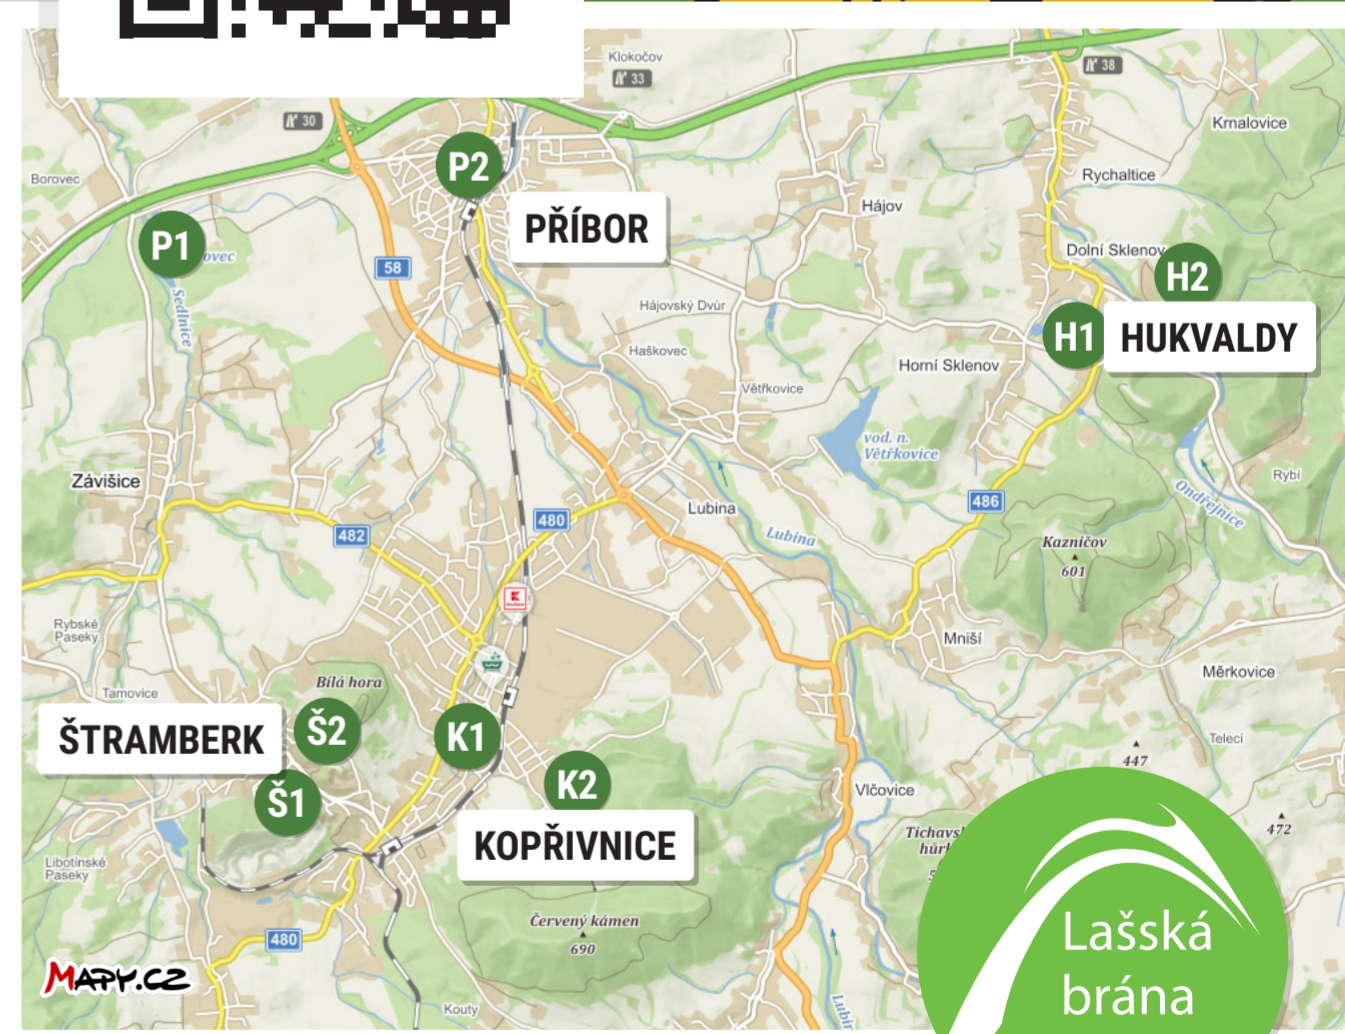 Klokočov
33
38
30
Krnalovice
P2
Borovec
Rychaltice
Hájov
PŘÍBOR
P1
ovec
58
Dolní Sklenov
H2
Sedlnice
Hájovský Dvůr
H1
HUKVALDY
Haškovec
Horní Sklenov
Větřkovice
vod. n.
Větřkovice
Závišice
Rybí
Ondřejnice
486
Lubina
480
482
Lubina
Kazničov
601
K
Rybské
Paseky
Mniší
Měrkovice
Bílá hora
Tamovice
ŠTRAMBERK
Š2
K1
Telecí
447
K2
Š1
Vlčovice
472
KOPŘIVNICE
Libotínské
Paseky
Červený kámen
690
480
Lašská
brána
MAPY.CZ
Kouty